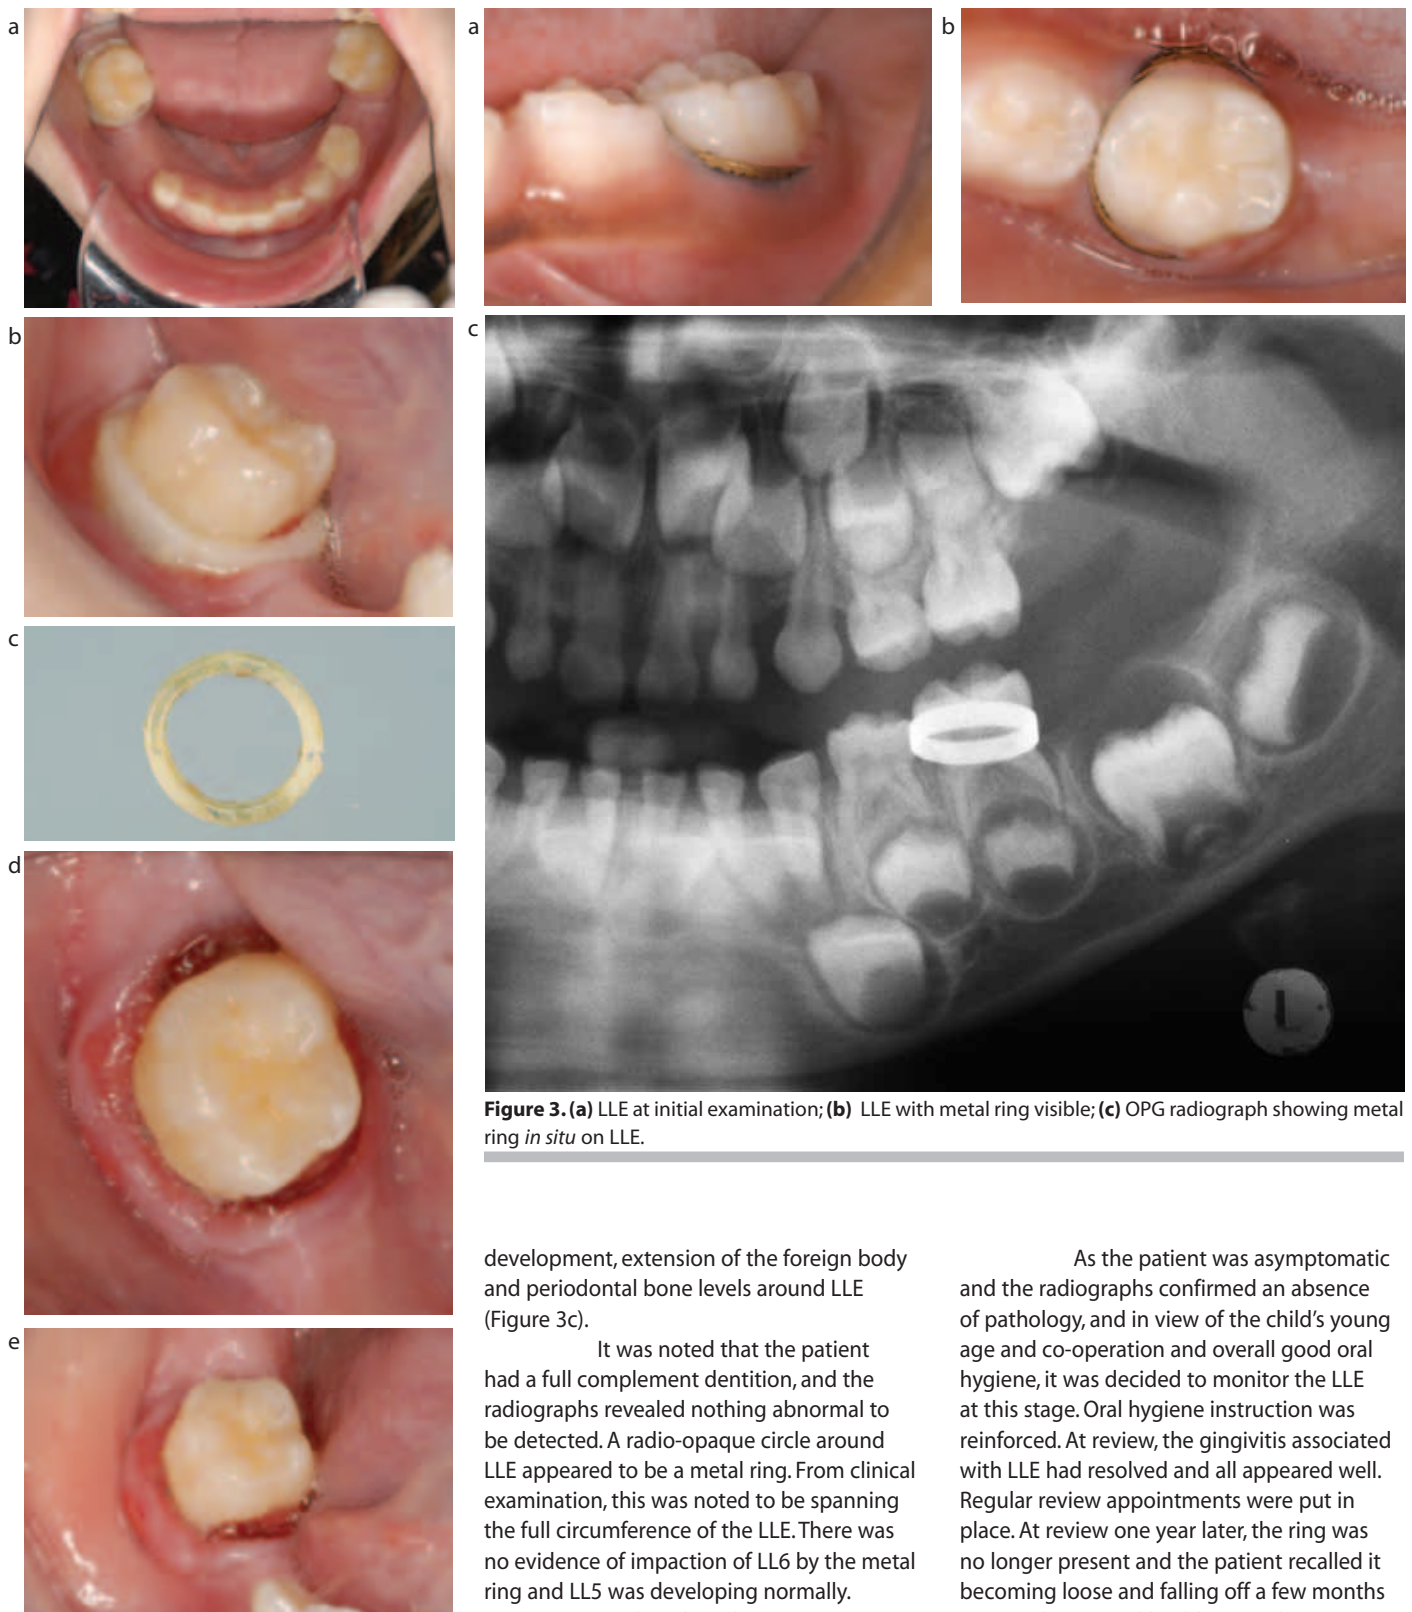 a
b
c
d
e
a
b
c
L
Figure 3. (a) LLE at initial examination; (b) LLE with metal ring visible; (c) OPG radiograph showing metal
ring in situ on LLE.
development, extension of the foreign body
and periodontal bone levels around LLE
(Figure 3c).
It was noted that the patient
had a full complement dentition, and the
radiographs revealed nothing abnormal to
be detected. A radio-opaque circle around
LLE appeared to be a metal ring. From clinical
examination, this was noted to be spanning
the full circumference of the LLE. There was
no evidence of impaction of LL6 by the metal
ring and LL5 was developing normally.
As the patient was asymptomatic
and the radiographs confirmed an absence
of pathology, and in view of the child's young
age and co-operation and overall good oral
hygiene, it was decided to monitor the LLE
at this stage. Oral hygiene instruction was
reinforced. At review, the gingivitis associated
with LLE had resolved and all appeared well.
Regular review appointments were put in
place. At review one year later, the ring was
no longer present and the patient recalled it
becoming loose and falling off a few months